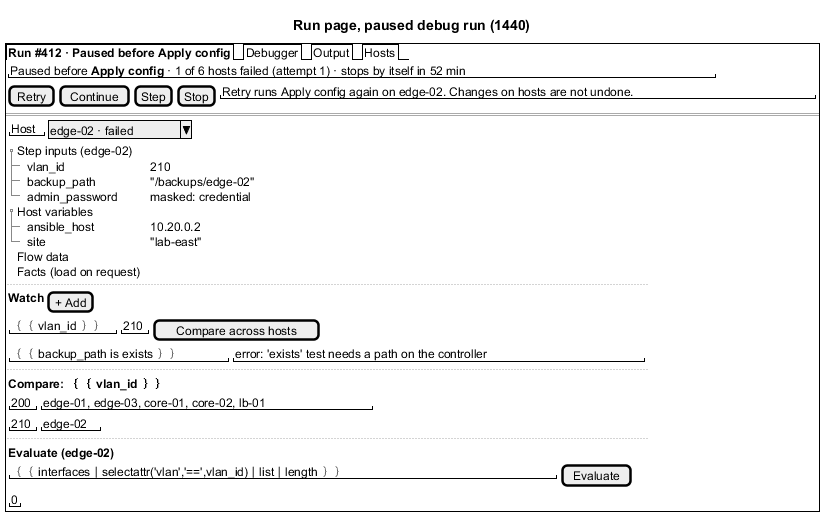 Run page, paused debug run (1440)
Run #412 · Paused before Apply config Debugger Output Hosts
Paused before Apply config · 1 of 6 hosts failed (attempt 1) · stops by itself in 52 min
Retry Continue Step Stop Retry runs Apply config again on edge-02. Changes on hosts are not undone.
Host edge-02 · failed
Step inputs (edge-02)
vlan_id 210
backup_path "/backups/edge-02"
admin_password masked: credential
Host variables
ansible_host 10.20.0.2
site "lab-east"
Flow data
Facts (load on request)
Watch + Add
{ { vlan_id } } 210 Compare across hosts
{ { backup_path is exists } } error: 'exists' test needs a path on the controller
Compare: { { vlan_id } }
200 edge-01, edge-03, core-01, core-02, lb-01
210 edge-02
Evaluate (edge-02)
{ { interfaces | selectattr('vlan','==',vlan_id) | list | length } } Evaluate
0